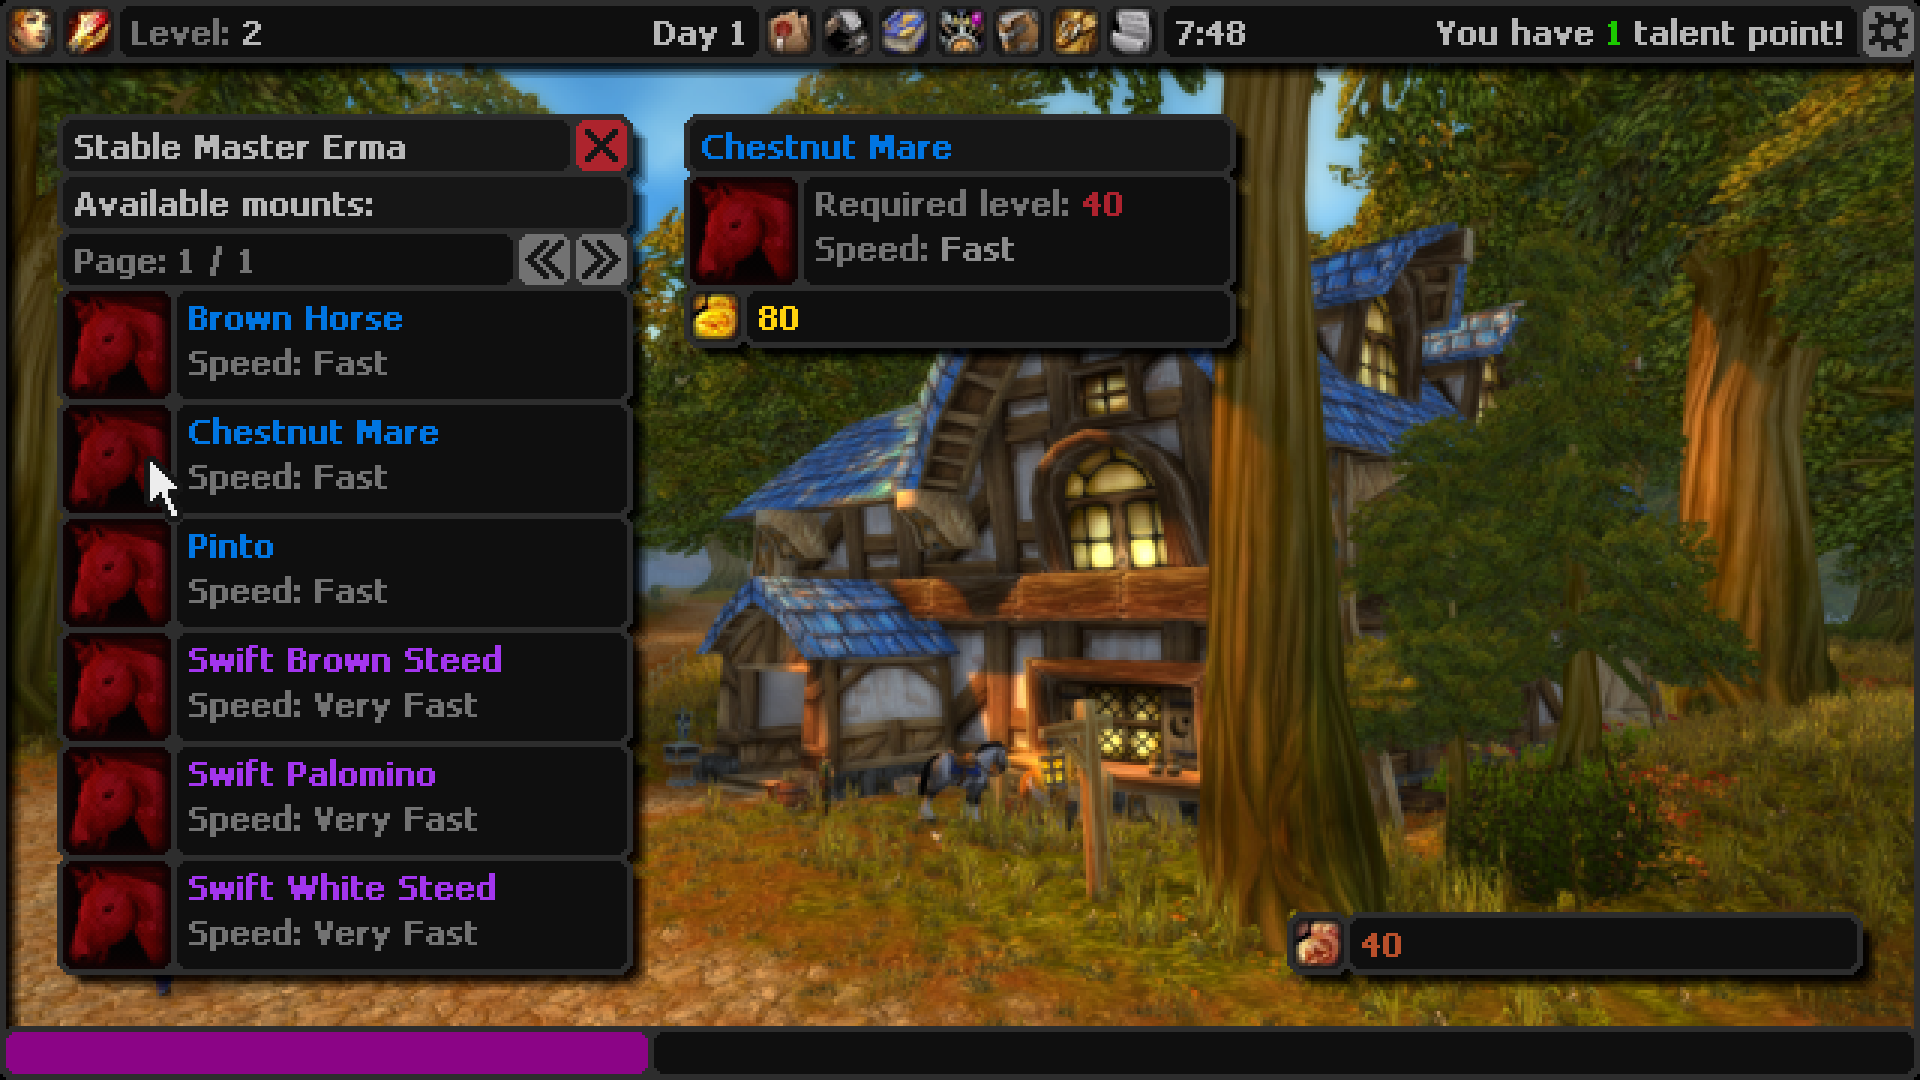 Level: 2
Day 1
7:48
You have 1 talent point!
Stable Master Erma
Available mounts:
Page: 1 / 1
Brown Horse
Speed: Fast
Chestnut Mare
Speed: Fast
Pinto
Speed: Fast
Swift Brown Steed
Speed: Very Fast
Swift Palomino
Speed: Very Fast
Swift White Steed
Speed: Very Fast
Chestnut Mare
Required level: 40
Speed: Fast
80
40